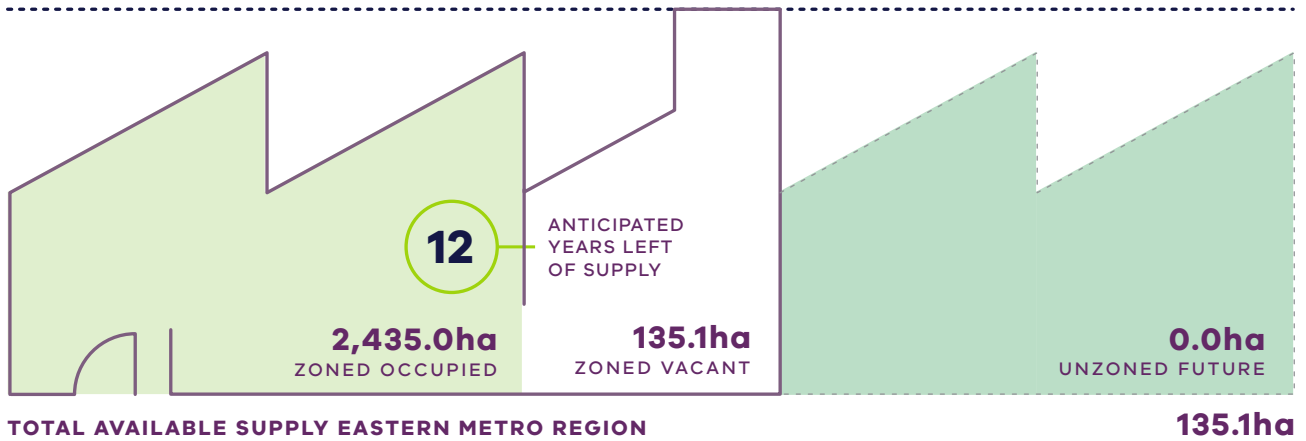 12
ANTICIPATED
YEARS LEFT
OF SUPPLY
2,435.0ha
ZONED OCCUPIED
135.1ha
ZONED VACANT
0.0ha
UNZONED FUTURE
TOTAL AVAILABLE SUPPLY EASTERN METRO REGION
135.1ha